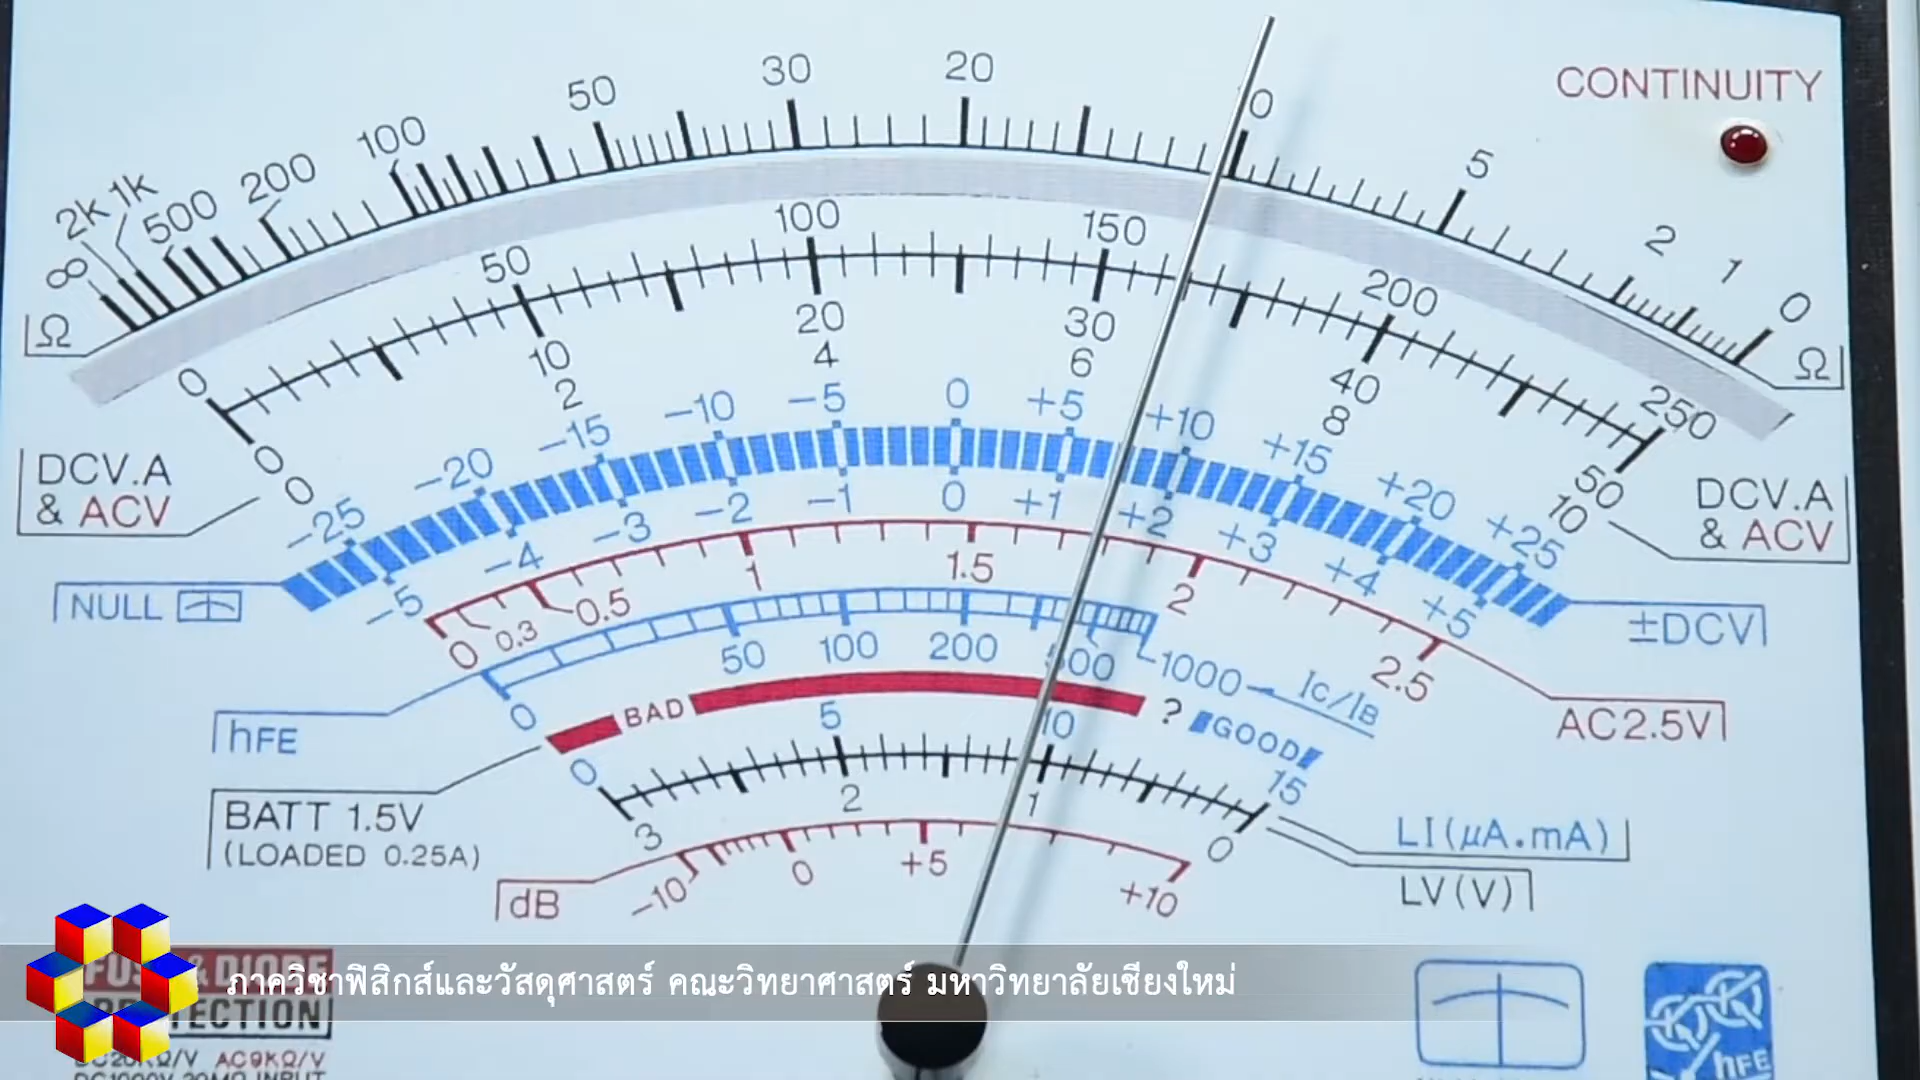 CONTINUITY
Ω ∞ 2k 1k 500 200 100 50 30 20 0 5 2 1 0 Ω
0 50 100 150 200 250
0 10 20 30 40 50
0 2 4 6 8 10
DCV.A
& ACV
DCV.A
& ACV
-25 -20 -15 -10 -5 0 +5 +10 +15 +20 +25
NULL
-5 -4 -3 -2 -1 0 +1 +2 +3 +4 +5
±DCV
0 0.3 0.5 1 1.5 2 2.5
AC2.5V
hFE
0 50 100 200 500 1000 Ic/IB
BAD ? GOOD
BATT 1.5V
(LOADED 0.25A)
0 5 10 15
LI(μA.mA)
3 2 1 0
LV(V)
dB
-10 0 +5 +10
ภาควิชาฟิสิกส์และวัสดุศาสตร์ คณะวิทยาศาสตร์ มหาวิทยาลัยเชียงใหม่
& DIODE
AC9KΩ/V
hFE